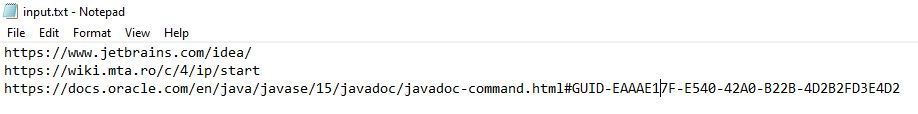 input.txt - Notepad
File Edit Format View Help
https://www.jetbrains.com/idea/
https://wiki.mta.ro/c/4/ip/start
https://docs.oracle.com/en/java/javase/15/javadoc/javadoc-command.html#GUID-EAAAE17F-E540-42A0-B22B-4D2B2FD3E4D2